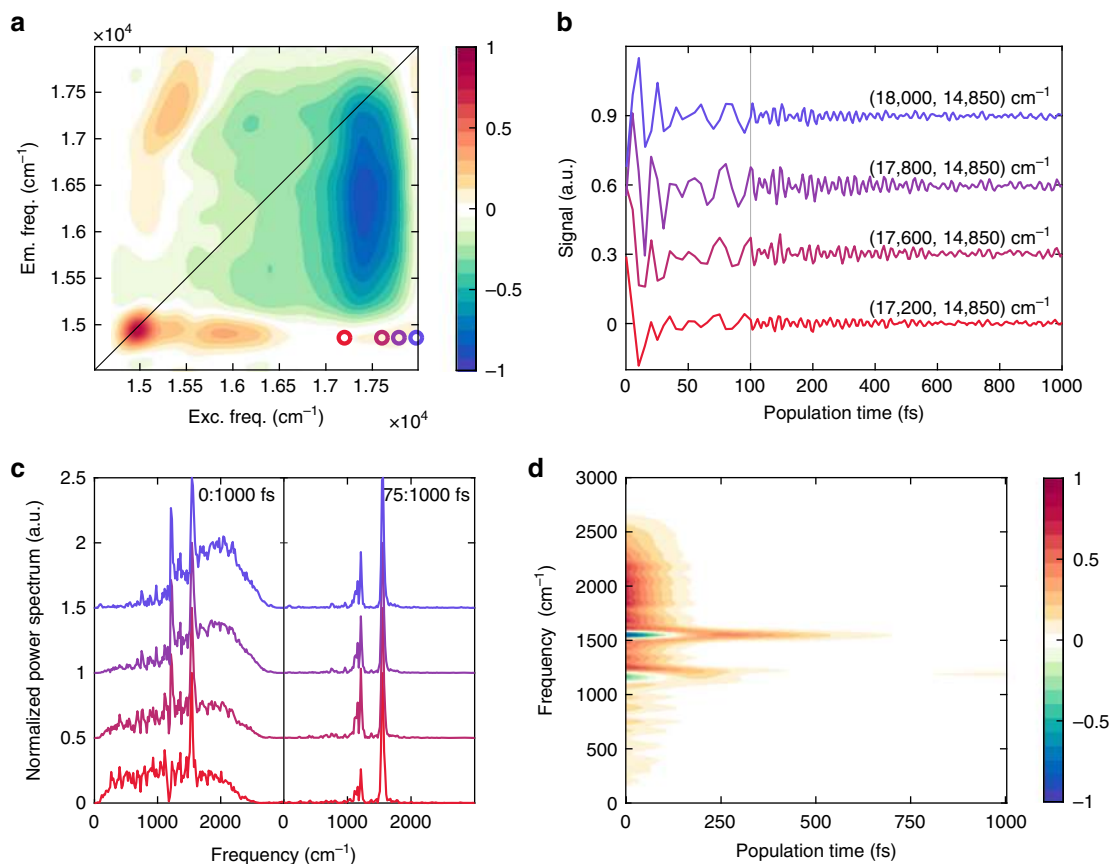 a
×10⁴
1.75
1.7
1.65
1.6
1.55
1.5
Em. freq. (cm⁻¹)
1.5 1.55 1.6 1.65 1.7 1.75
×10⁴
Exc. freq. (cm⁻¹)
1
0.5
0
−0.5
−1
b
(18,000, 14,850) cm⁻¹
(17,800, 14,850) cm⁻¹
(17,600, 14,850) cm⁻¹
(17,200, 14,850) cm⁻¹
0.9
0.6
0.3
0
Signal (a.u.)
0 50 100 200 400 600 800 1000
Population time (fs)
c
0:1000 fs 75:1000 fs
2.5
2
1.5
1
0.5
0
Normalized power spectrum (a.u.)
0 1000 2000 0 1000 2000
Frequency (cm⁻¹)
d
3000
2500
2000
1500
1000
500
0
Frequency (cm⁻¹)
0 250 500 750 1000
Population time (fs)
1
0.5
0
−0.5
−1